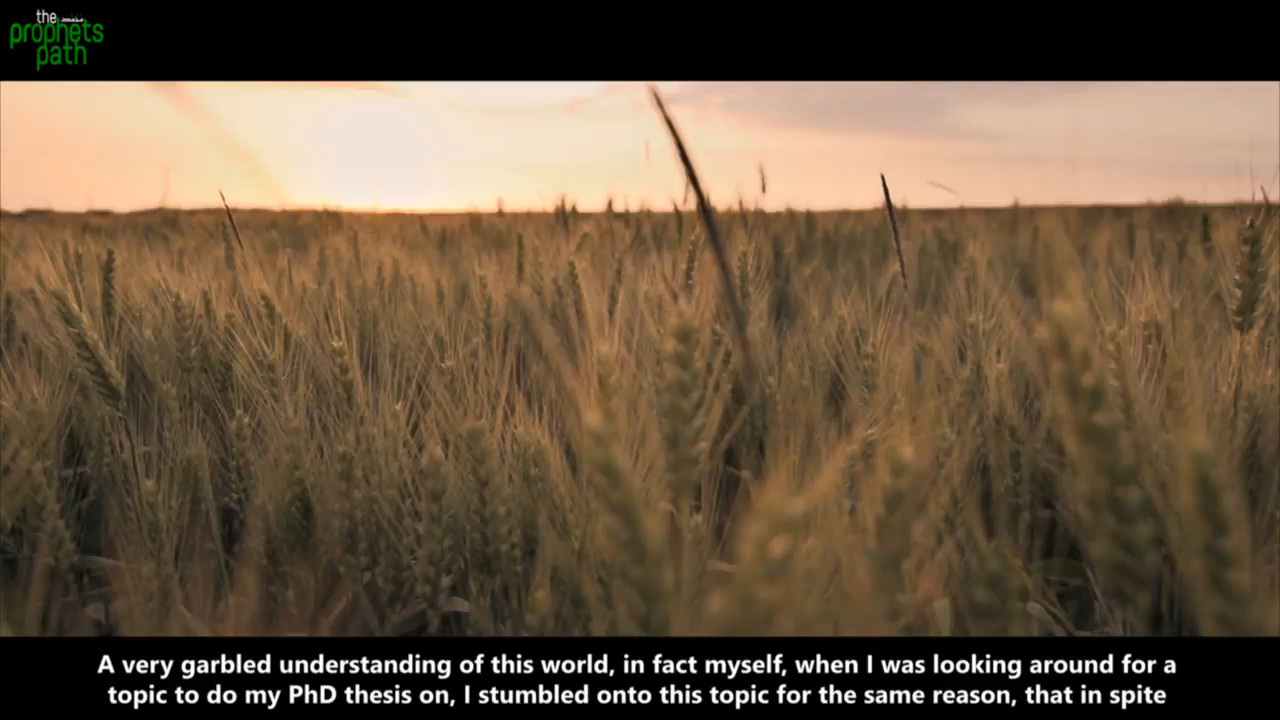 the
prophets
path
A very garbled understanding of this world, in fact myself, when I was looking around for a
topic to do my PhD thesis on, I stumbled onto this topic for the same reason, that in spite